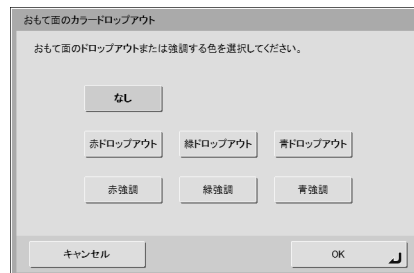 おもて面のカラードロップアウト
おもて面のドロップアウトまたは強調する色を選択してください。
なし
赤ドロップアウト 緑ドロップアウト 青ドロップアウト
赤強調 緑強調 青強調
キャンセル OK